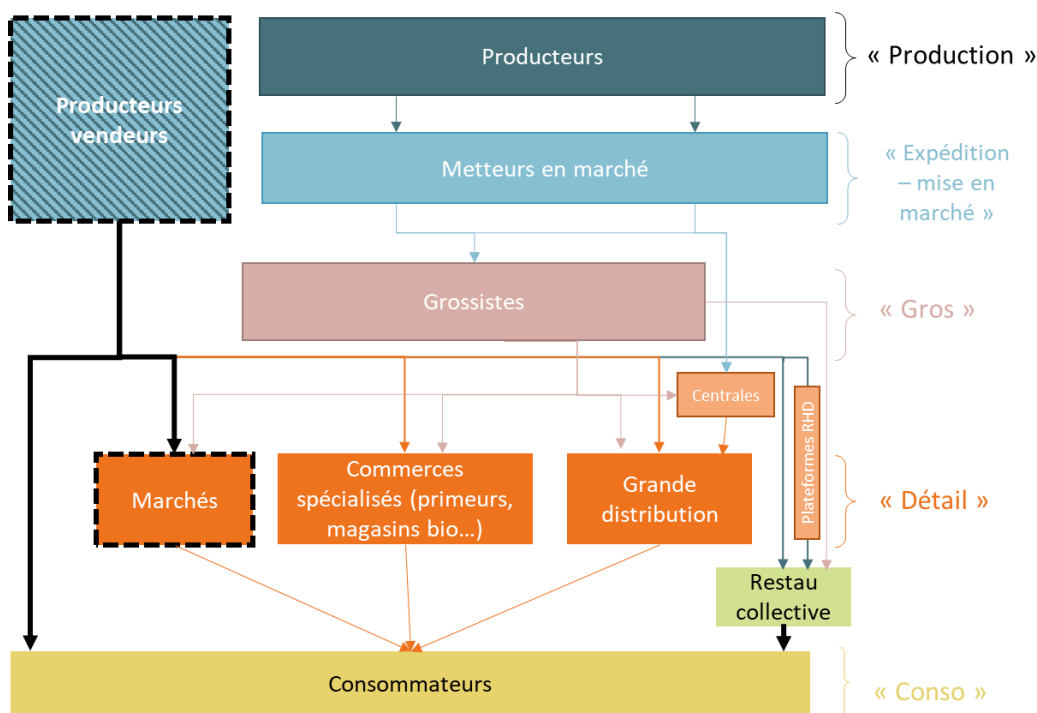 Producteurs
« Production »
Producteurs
vendeurs
Metteurs en marché
« Expédition
– mise en
marché »
Grossistes
« Gros »
Centrales
Plateformes RHD
Marchés
Commerces
spécialisés (primeurs,
magasins bio…)
Grande
distribution
« Détail »
Restau
collective
Consommateurs
« Conso »